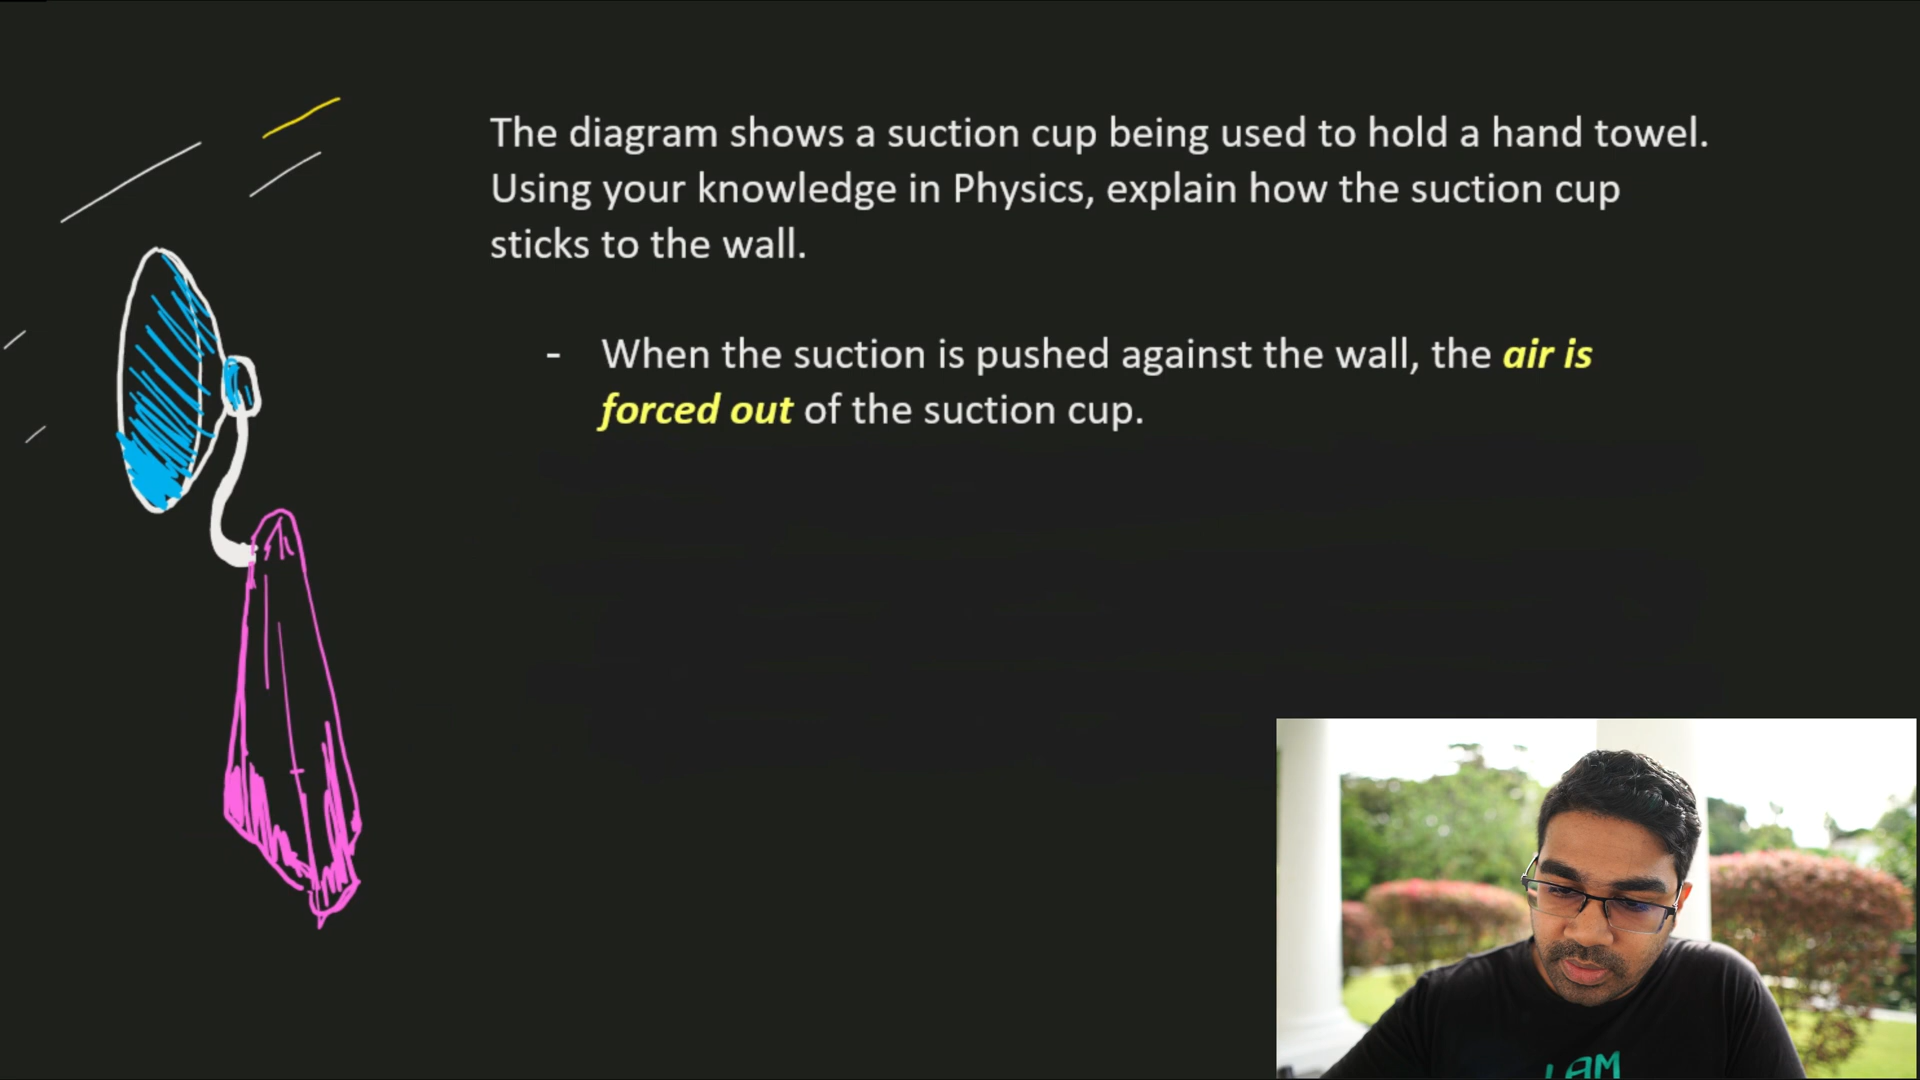 The diagram shows a suction cup being used to hold a hand towel.
Using your knowledge in Physics, explain how the suction cup
sticks to the wall.
- When the suction is pushed against the wall, the air is
forced out of the suction cup.
I AM